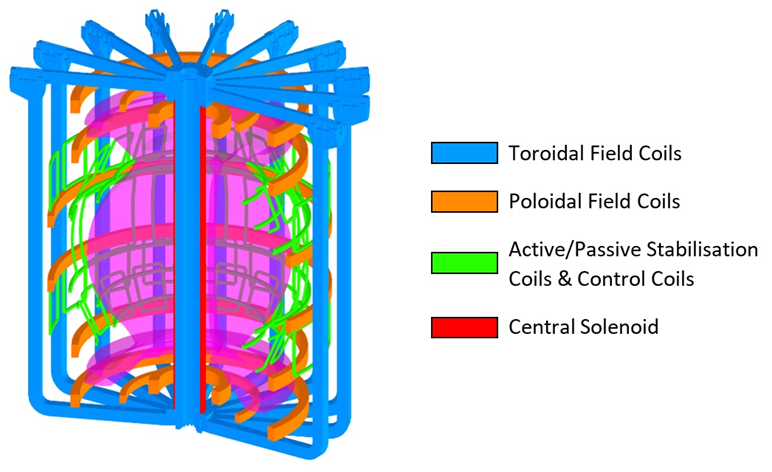 Toroidal Field Coils
Poloidal Field Coils
Active/Passive Stabilisation
Coils & Control Coils
Central Solenoid